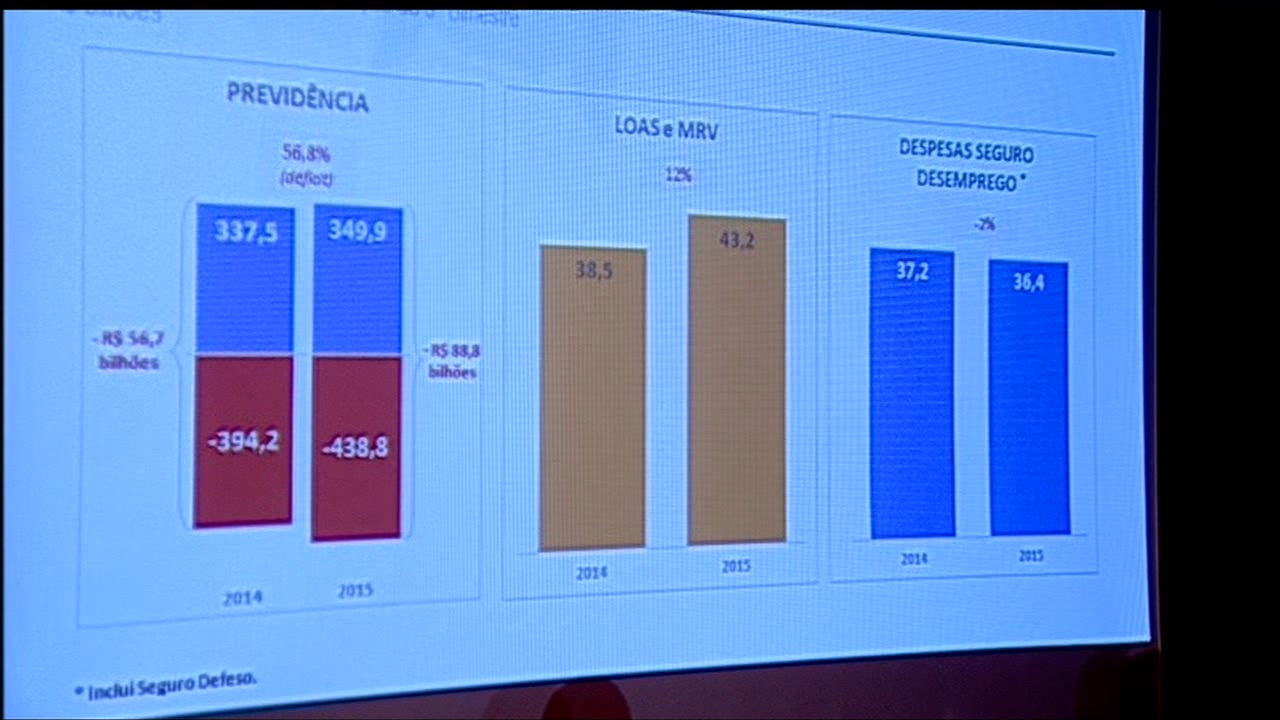 PREVIDÊNCIA
56,8%
(deficit)
337,5
349,9
- R$ 56,7
bilhões
- R$ 88,8
bilhões
-394,2
-438,8
2014
2015
LOAS e MRV
12%
38,5
43,2
2014
2015
DESPESAS SEGURO
DESEMPREGO *
-2%
37,2
36,4
2014
2015
* Inclui Seguro Defeso.